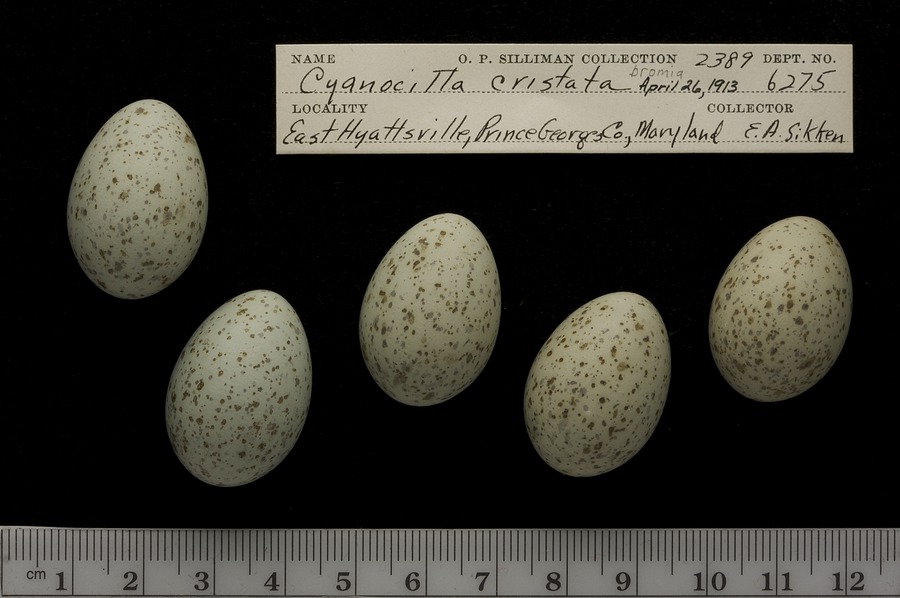 NAME O. P. SILLIMAN COLLECTION 2389 DEPT. NO.
Cyanocitta cristata bromia April 26, 1913 6275
LOCALITY COLLECTOR
East Hyattsville, Prince Georges Co., Maryland E. A. Sikken
cm 1 2 3 4 5 6 7 8 9 10 11 12